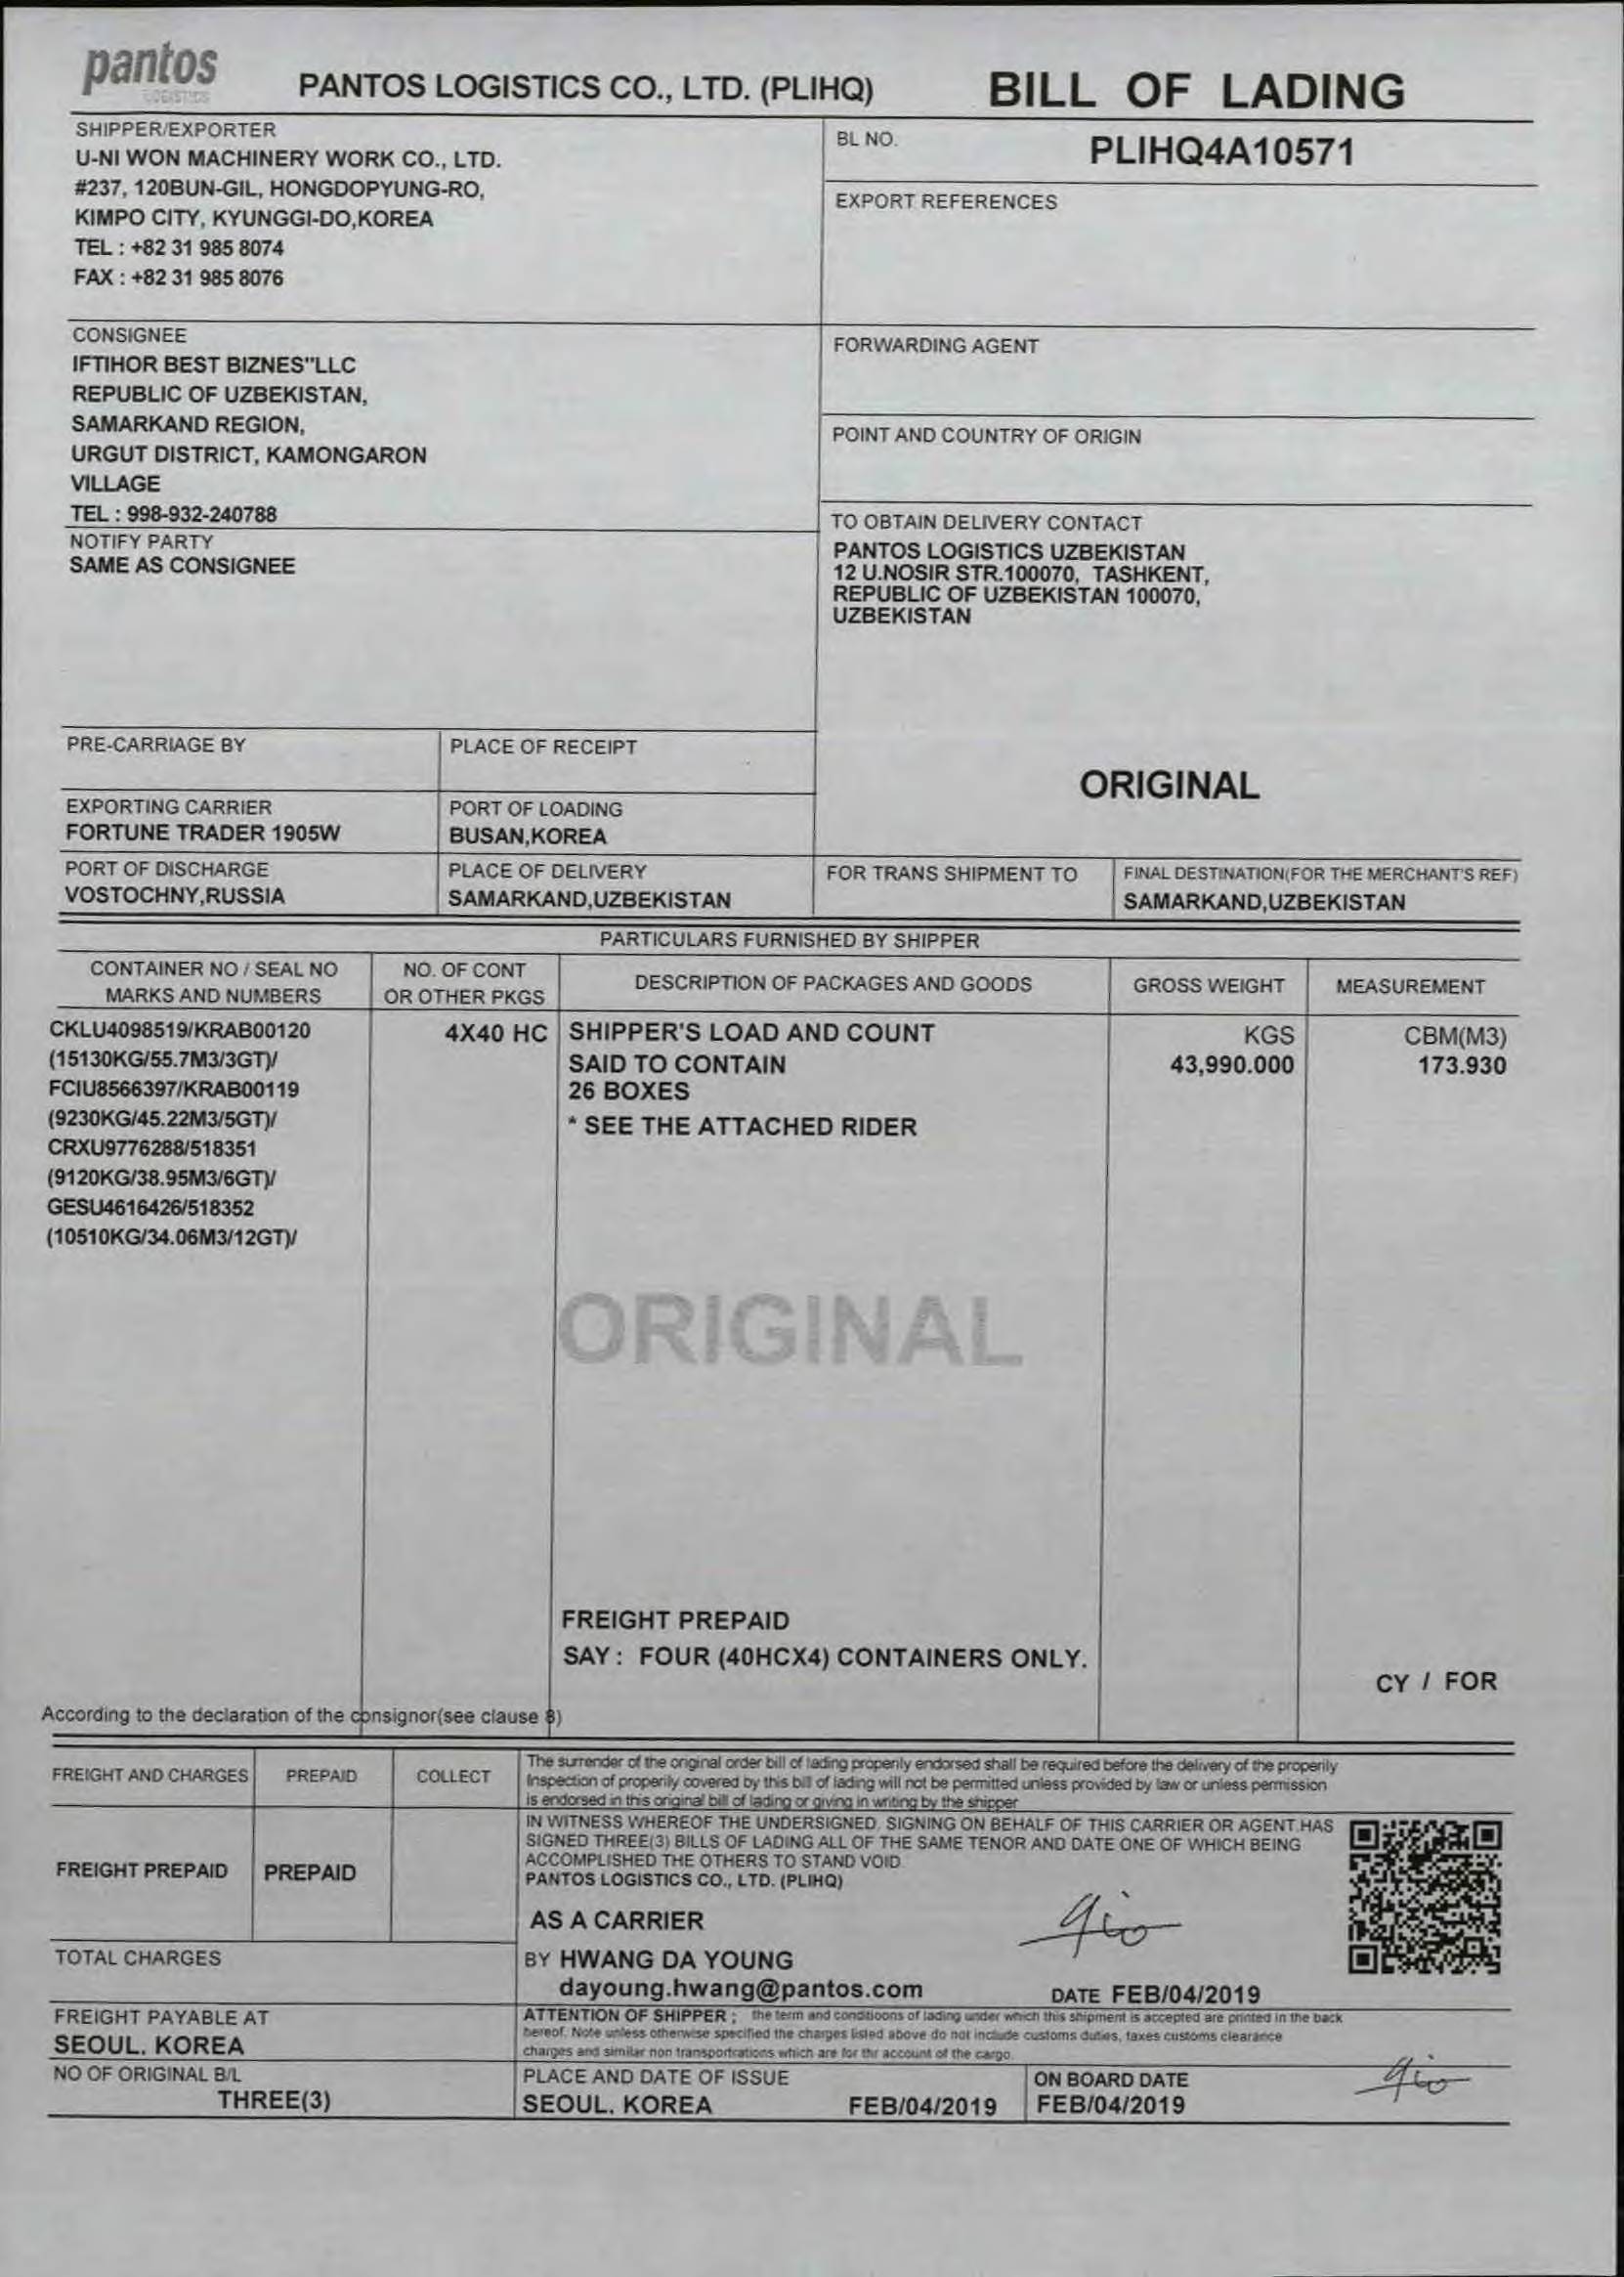 pantos
LOGISTICS
PANTOS LOGISTICS CO., LTD. (PLIHQ)
BILL OF LADING
SHIPPER/EXPORTER
U-NI WON MACHINERY WORK CO., LTD.
#237, 120BUN-GIL, HONGDOPYUNG-RO,
KIMPO CITY, KYUNGGI-DO,KOREA
TEL : +82 31 985 8074
FAX : +82 31 985 8076
BL NO.
PLIHQ4A10571
EXPORT REFERENCES
CONSIGNEE
IFTIHOR BEST BIZNES"LLC
REPUBLIC OF UZBEKISTAN,
SAMARKAND REGION,
URGUT DISTRICT, KAMONGARON
VILLAGE
TEL : 998-932-240788
FORWARDING AGENT
POINT AND COUNTRY OF ORIGIN
NOTIFY PARTY
SAME AS CONSIGNEE
TO OBTAIN DELIVERY CONTACT
PANTOS LOGISTICS UZBEKISTAN
12 U.NOSIR STR.100070, TASHKENT,
REPUBLIC OF UZBEKISTAN 100070,
UZBEKISTAN
PRE-CARRIAGE BY
PLACE OF RECEIPT
ORIGINAL
EXPORTING CARRIER
FORTUNE TRADER 1905W
PORT OF LOADING
BUSAN,KOREA
PORT OF DISCHARGE
VOSTOCHNY,RUSSIA
PLACE OF DELIVERY
SAMARKAND,UZBEKISTAN
FOR TRANS SHIPMENT TO
FINAL DESTINATION(FOR THE MERCHANT'S REF)
SAMARKAND,UZBEKISTAN
PARTICULARS FURNISHED BY SHIPPER
CONTAINER NO / SEAL NO
MARKS AND NUMBERS
NO. OF CONT
OR OTHER PKGS
DESCRIPTION OF PACKAGES AND GOODS
GROSS WEIGHT
MEASUREMENT
CKLU4098519/KRAB00120
(15130KG/55.7M3/3GT)/
FCIU8566397/KRAB00119
(9230KG/45.22M3/5GT)/
CRXU9776288/518351
(9120KG/38.95M3/6GT)/
GESU4616426/518352
(10510KG/34.06M3/12GT)/
4X40 HC
SHIPPER'S LOAD AND COUNT
SAID TO CONTAIN
26 BOXES
* SEE THE ATTACHED RIDER
KGS
43,990.000
CBM(M3)
173.930
ORIGINAL
FREIGHT PREPAID
SAY : FOUR (40HCX4) CONTAINERS ONLY.
CY / FOR
According to the declaration of the consignor(see clause 8)
FREIGHT AND CHARGES
PREPAID
COLLECT
The surrender of the original order bill of lading properily endorsed shall be required before the delivery of the properily
Inspection of properily covered by this bill of lading will not be permitted unless provided by law or unless permission
is endorsed in this original bill of lading or giving in writing by the shipper
FREIGHT PREPAID
PREPAID
IN WITNESS WHEREOF THE UNDERSIGNED, SIGNING ON BEHALF OF THIS CARRIER OR AGENT.HAS
SIGNED THREE(3) BILLS OF LADING ALL OF THE SAME TENOR AND DATE ONE OF WHICH BEING
ACCOMPLISHED THE OTHERS TO STAND VOID
PANTOS LOGISTICS CO., LTD. (PLIHQ)
AS A CARRIER
TOTAL CHARGES
BY HWANG DA YOUNG
dayoung.hwang@pantos.com
DATE FEB/04/2019
FREIGHT PAYABLE AT
SEOUL. KOREA
ATTENTION OF SHIPPER ; the term and conditioons of lading under which this shipment is accepted are printed in the back
hereof. Note unless otherwise specified the charges listed above do not include customs duties, taxes customs clearance
charges and similar non transportrations which are for thr account of the cargo.
NO OF ORIGINAL B/L
THREE(3)
PLACE AND DATE OF ISSUE
SEOUL. KOREA
FEB/04/2019
ON BOARD DATE
FEB/04/2019